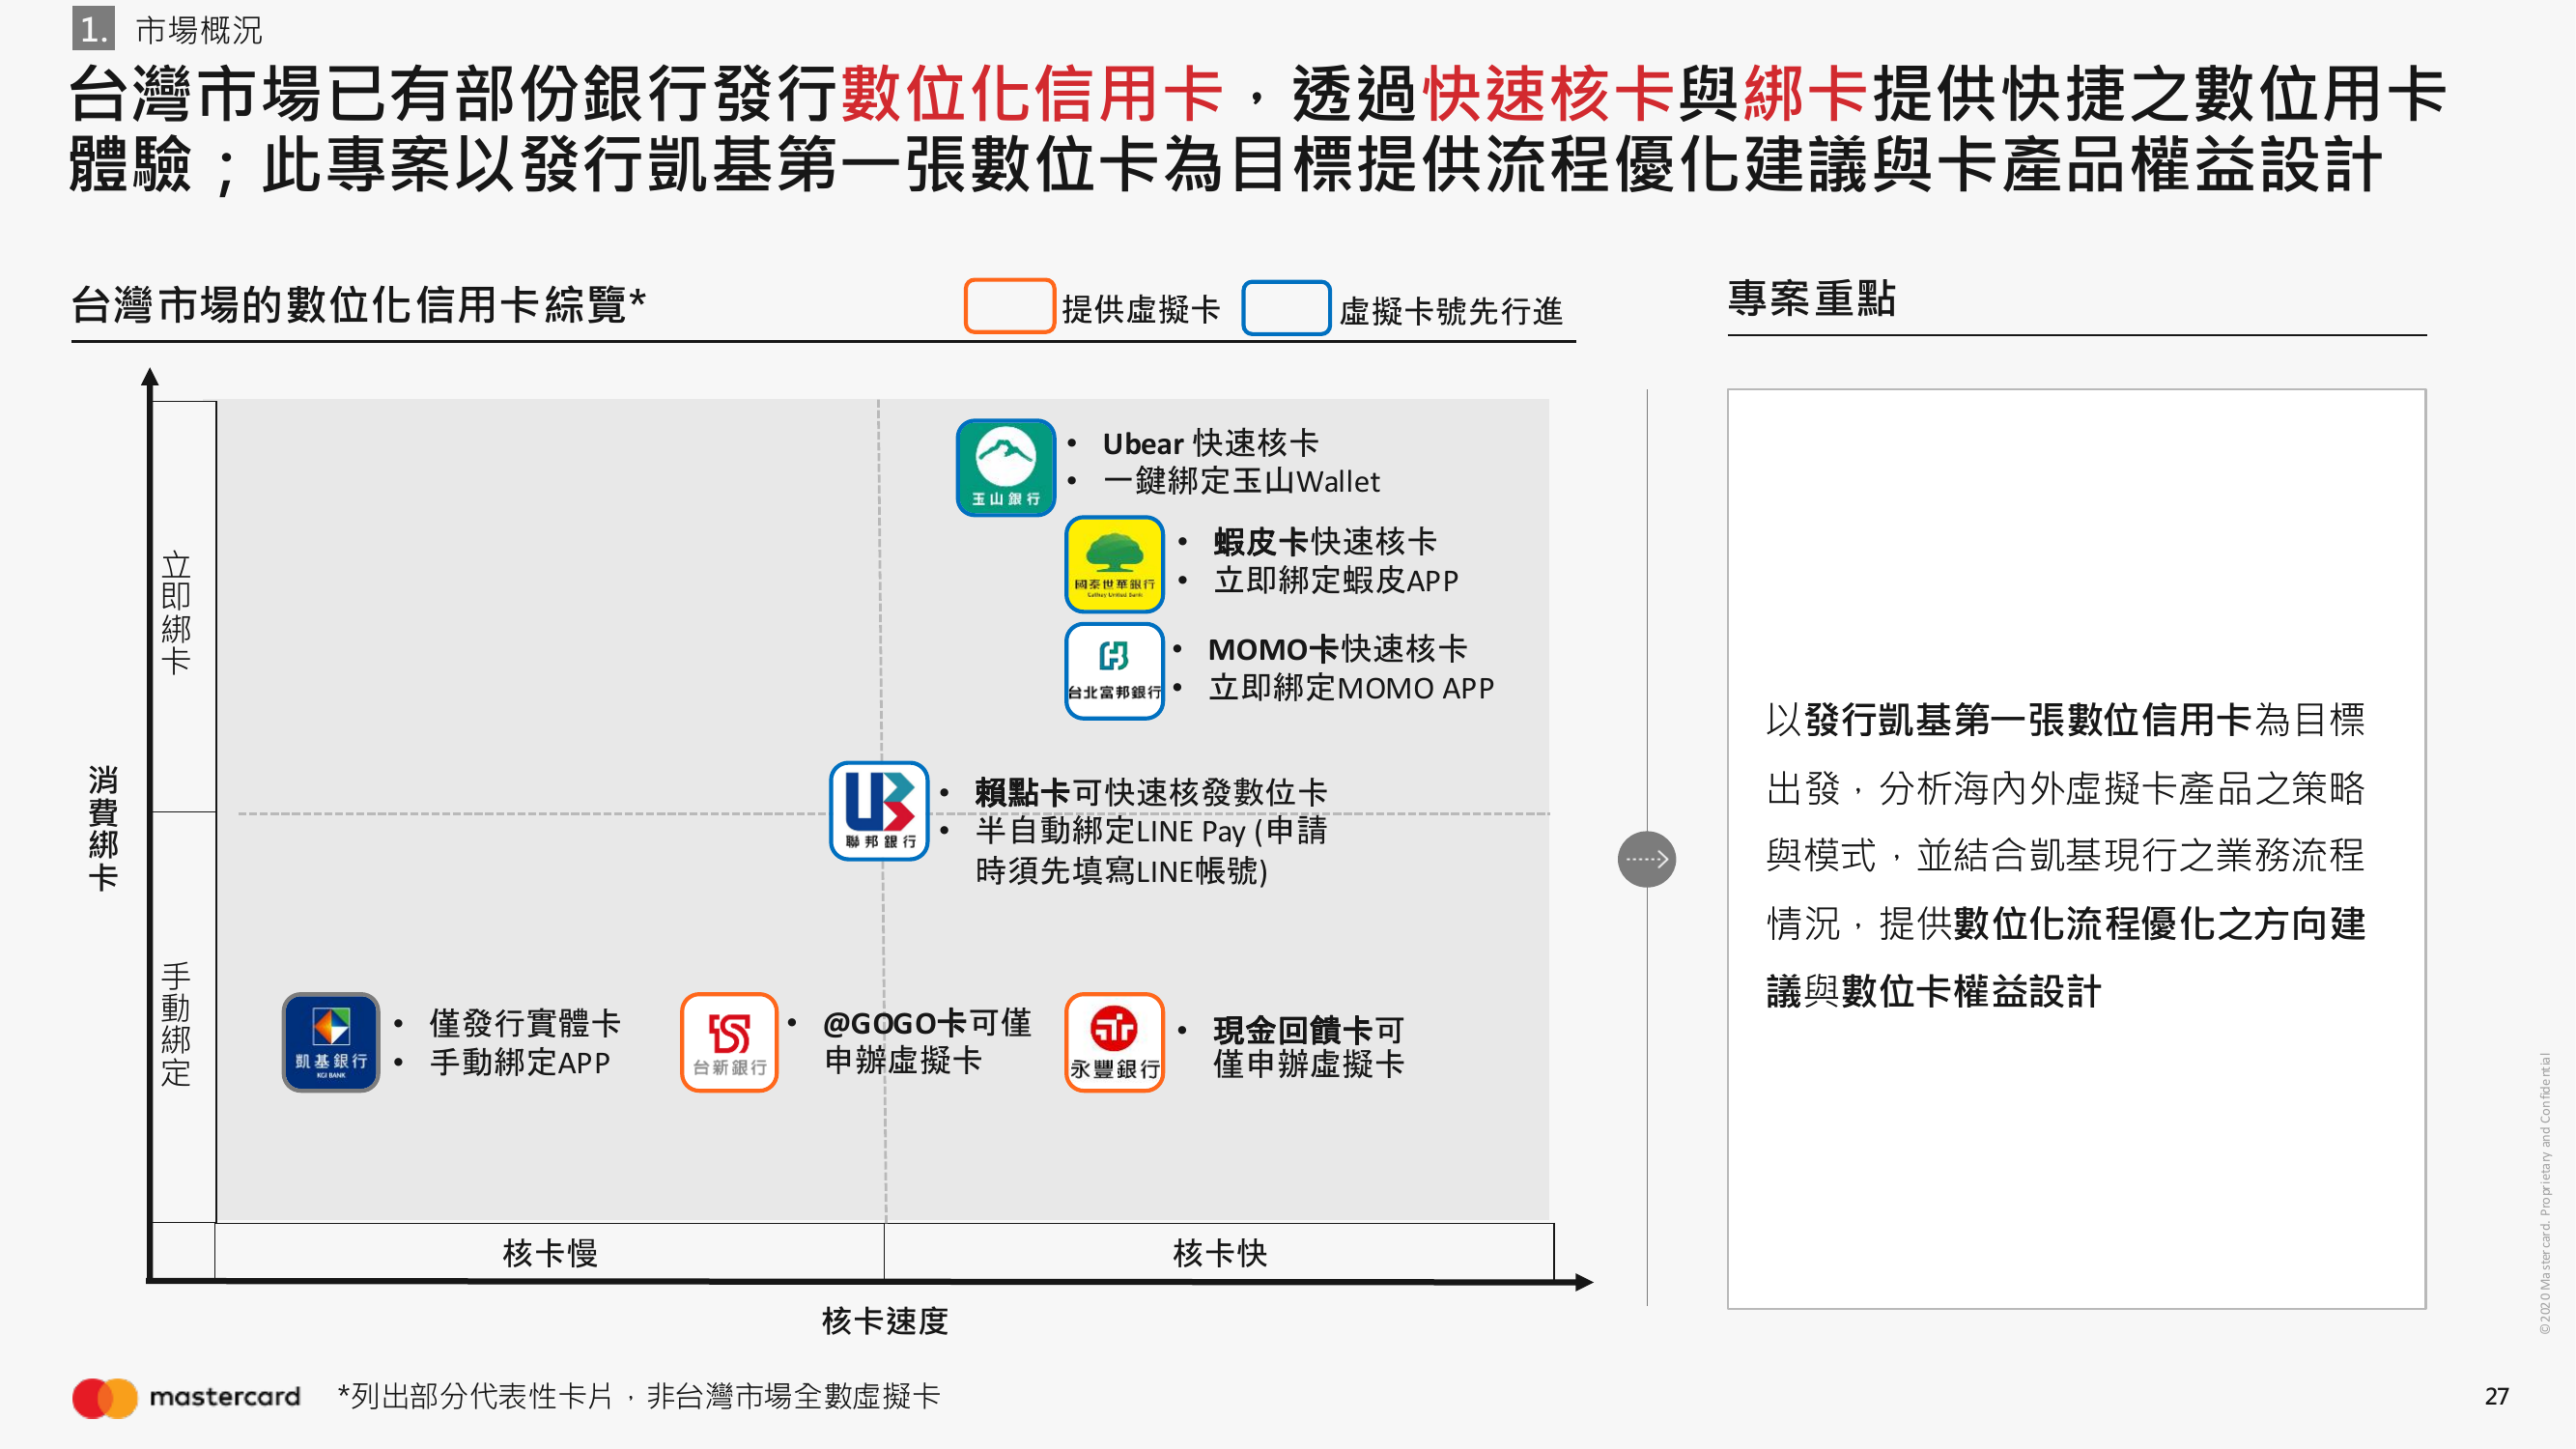 1. 市場概況
台灣市場已有部份銀行發行數位化信用卡，透過快速核卡與綁卡提供快捷之數位用卡
體驗；此專案以發行凱基第一張數位卡為目標提供流程優化建議與卡產品權益設計
台灣市場的數位化信用卡綜覽*
提供虛擬卡
虛擬卡號先行進
專案重點
消費綁卡
立即綁卡
手動綁定
玉山銀行
• Ubear 快速核卡
• 一鍵綁定玉山Wallet
國泰世華銀行
Cathay United Bank
• 蝦皮卡快速核卡
• 立即綁定蝦皮APP
台北富邦銀行
• MOMO卡快速核卡
• 立即綁定MOMO APP
聯邦銀行
• 賴點卡可快速核發數位卡
• 半自動綁定LINE Pay (申請
時須先填寫LINE帳號)
凱基銀行
KGI BANK
• 僅發行實體卡
• 手動綁定APP
台新銀行
• @GOGO卡可僅
申辦虛擬卡
永豐銀行
• 現金回饋卡可
僅申辦虛擬卡
核卡慢
核卡快
核卡速度
以發行凱基第一張數位信用卡為目標
出發，分析海內外虛擬卡產品之策略
與模式，並結合凱基現行之業務流程
情況，提供數位化流程優化之方向建
議與數位卡權益設計
©2020 Mastercard. Proprietary and Confidential
mastercard
*列出部分代表性卡片，非台灣市場全數虛擬卡
27